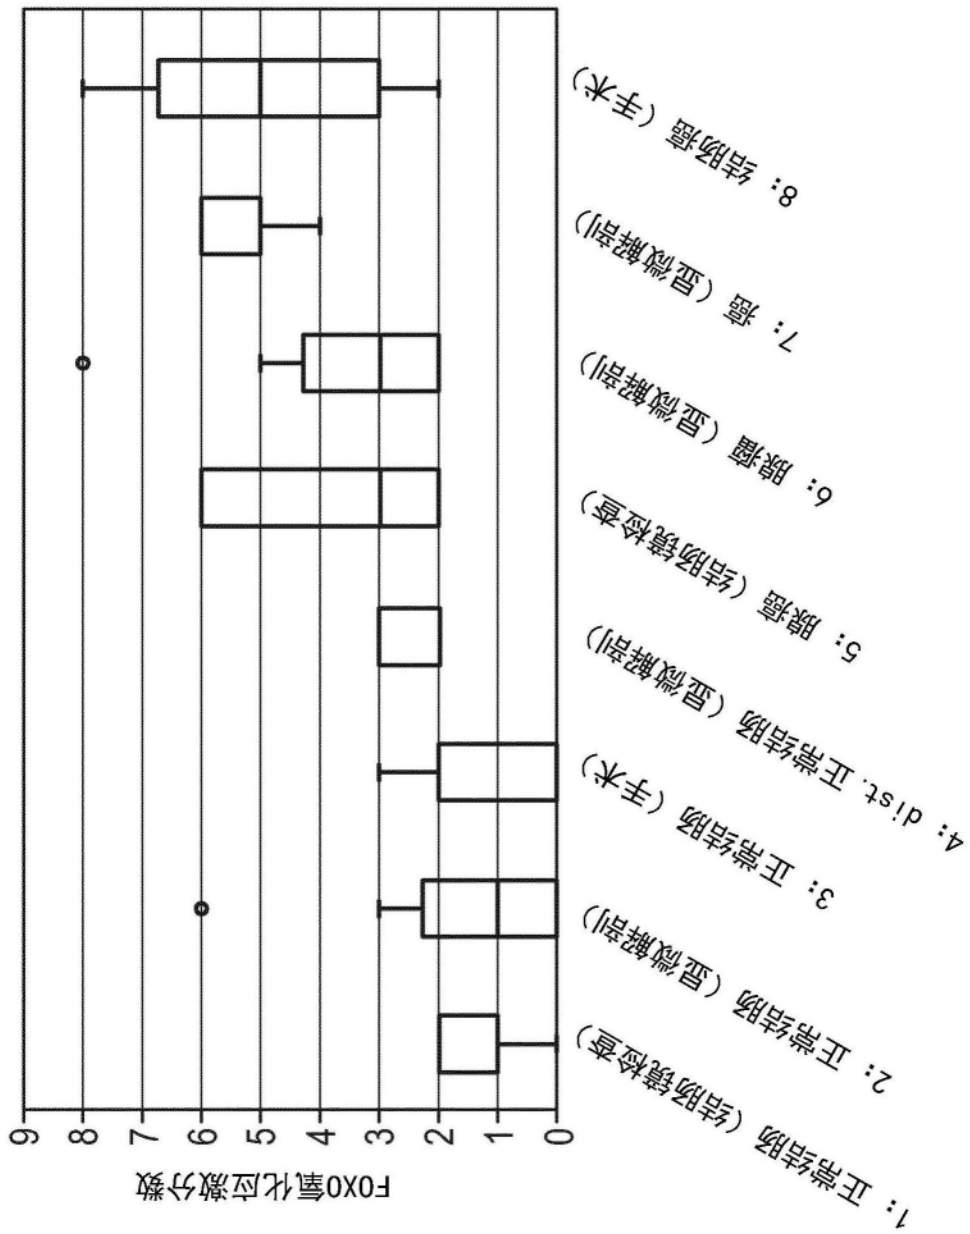 FOXO氧化应激分数
9
8
7
6
5
4
3
2
1
0
1: 正常结肠（结肠镜检查）
2: 正常结肠（显微解剖）
3: 正常结肠（手术）
4: dist.正常结肠（显微解剖）
5: 腺癌（结肠镜检查）
6: 腺瘤（显微解剖）
7: 癌（显微解剖）
8: 结肠癌（手术）